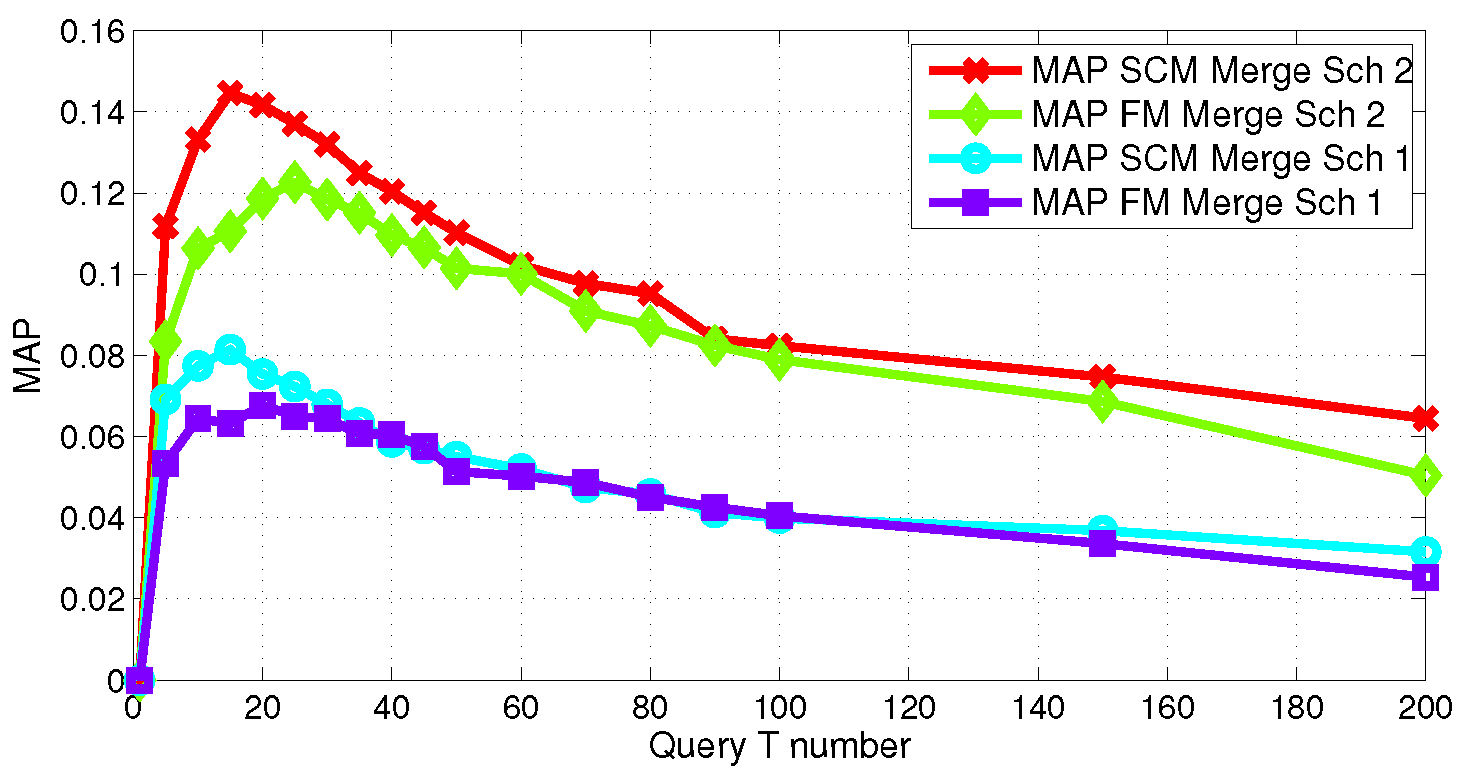 0.16
0.14
0.12
0.1
0.08
0.06
0.04
0.02
0
MAP
MAP SCM Merge Sch 2
MAP FM Merge Sch 2
MAP SCM Merge Sch 1
MAP FM Merge Sch 1
0 20 40 60 80 100 120 140 160 180 200
Query T number